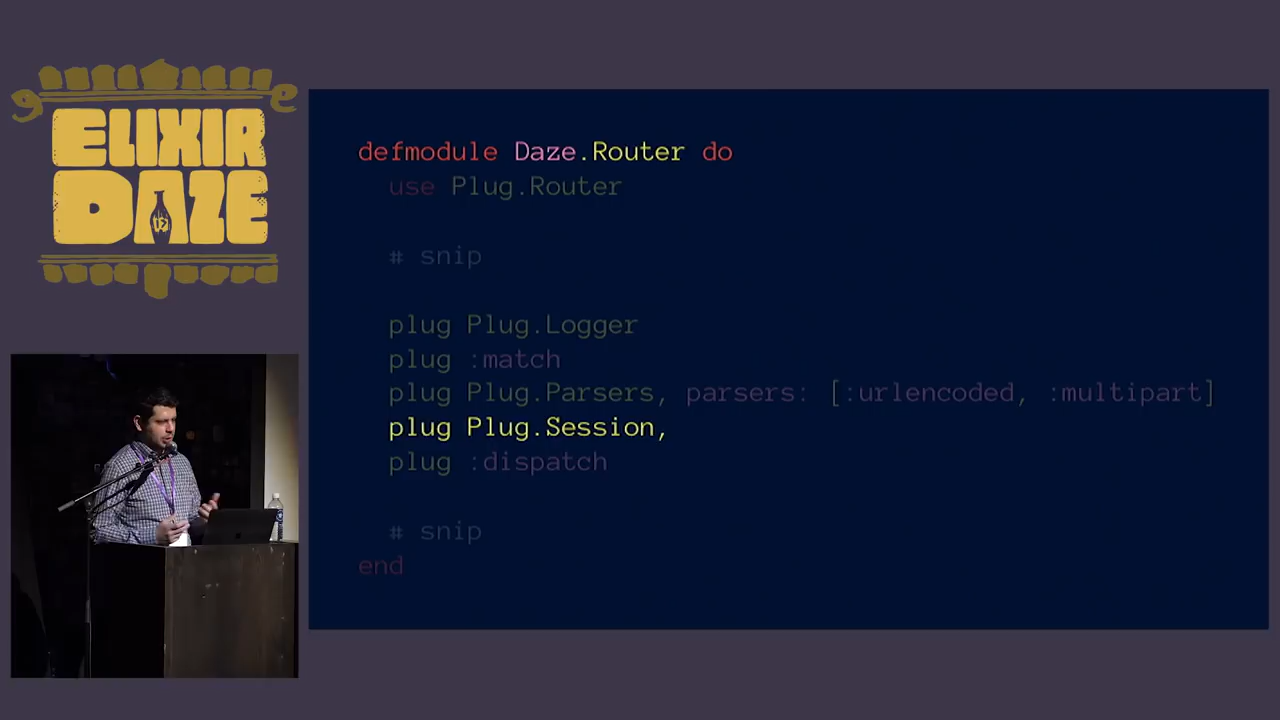 ELIXIR
DAZE
defmodule Daze.Router do
use Plug.Router
# snip
plug Plug.Logger
plug :match
plug Plug.Parsers, parsers: [:urlencoded, :multipart]
plug Plug.Session,
plug :dispatch
# snip
end